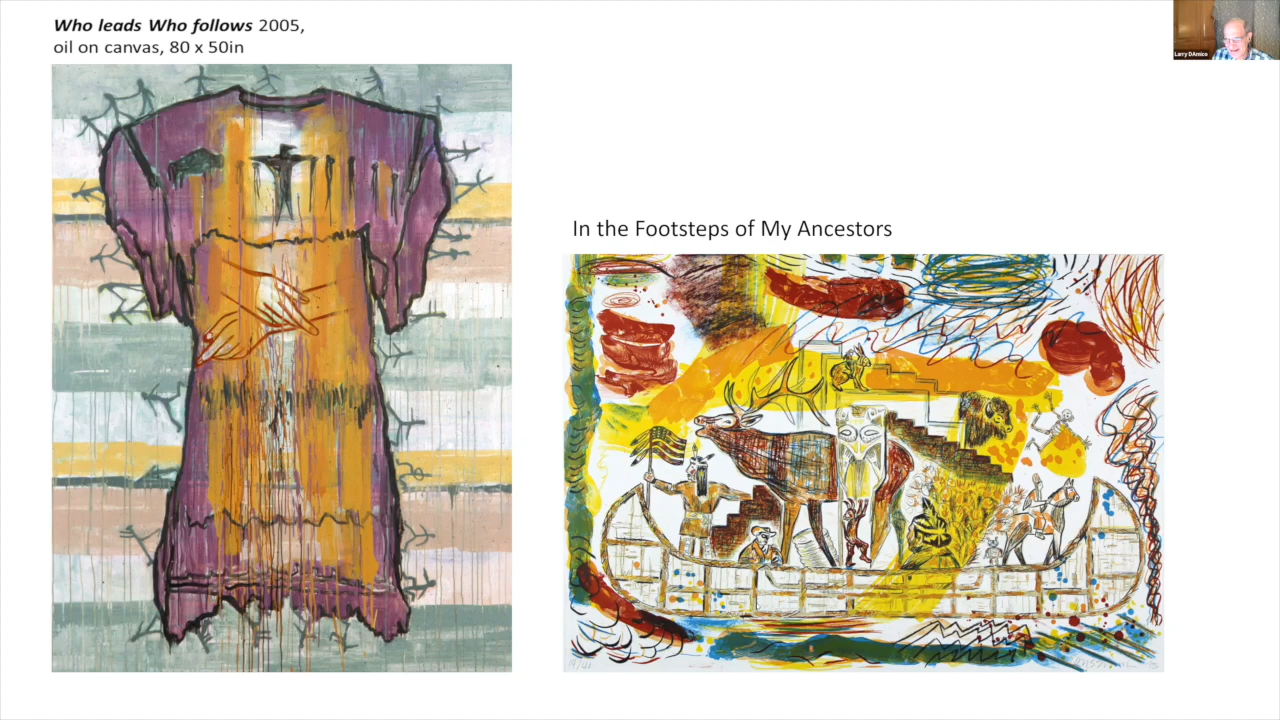 Who leads Who follows 2005,
oil on canvas, 80 x 50in
Larry DAmico
In the Footsteps of My Ancestors